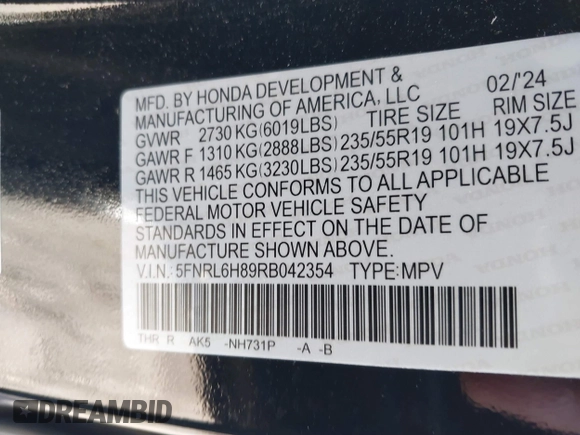 MFD. BY HONDA DEVELOPMENT & 02/'24
MANUFACTURING OF AMERICA, LLC
GVWR 2730 KG(6019LBS) TIRE SIZE RIM SIZE
GAWR F 1310 KG(2888LBS) 235/55R19 101H 19X7.5J
GAWR R 1465 KG(3230LBS) 235/55R19 101H 19X7.5J
THIS VEHICLE CONFORMS TO ALL APPLICABLE
FEDERAL MOTOR VEHICLE SAFETY
STANDARDS IN EFFECT ON THE DATE OF
MANUFACTURE SHOWN ABOVE.
V.I.N.: 5FNRL6H89RB042354 TYPE:MPV
THR R AK5 -NH731P -A -B
DREAMBID